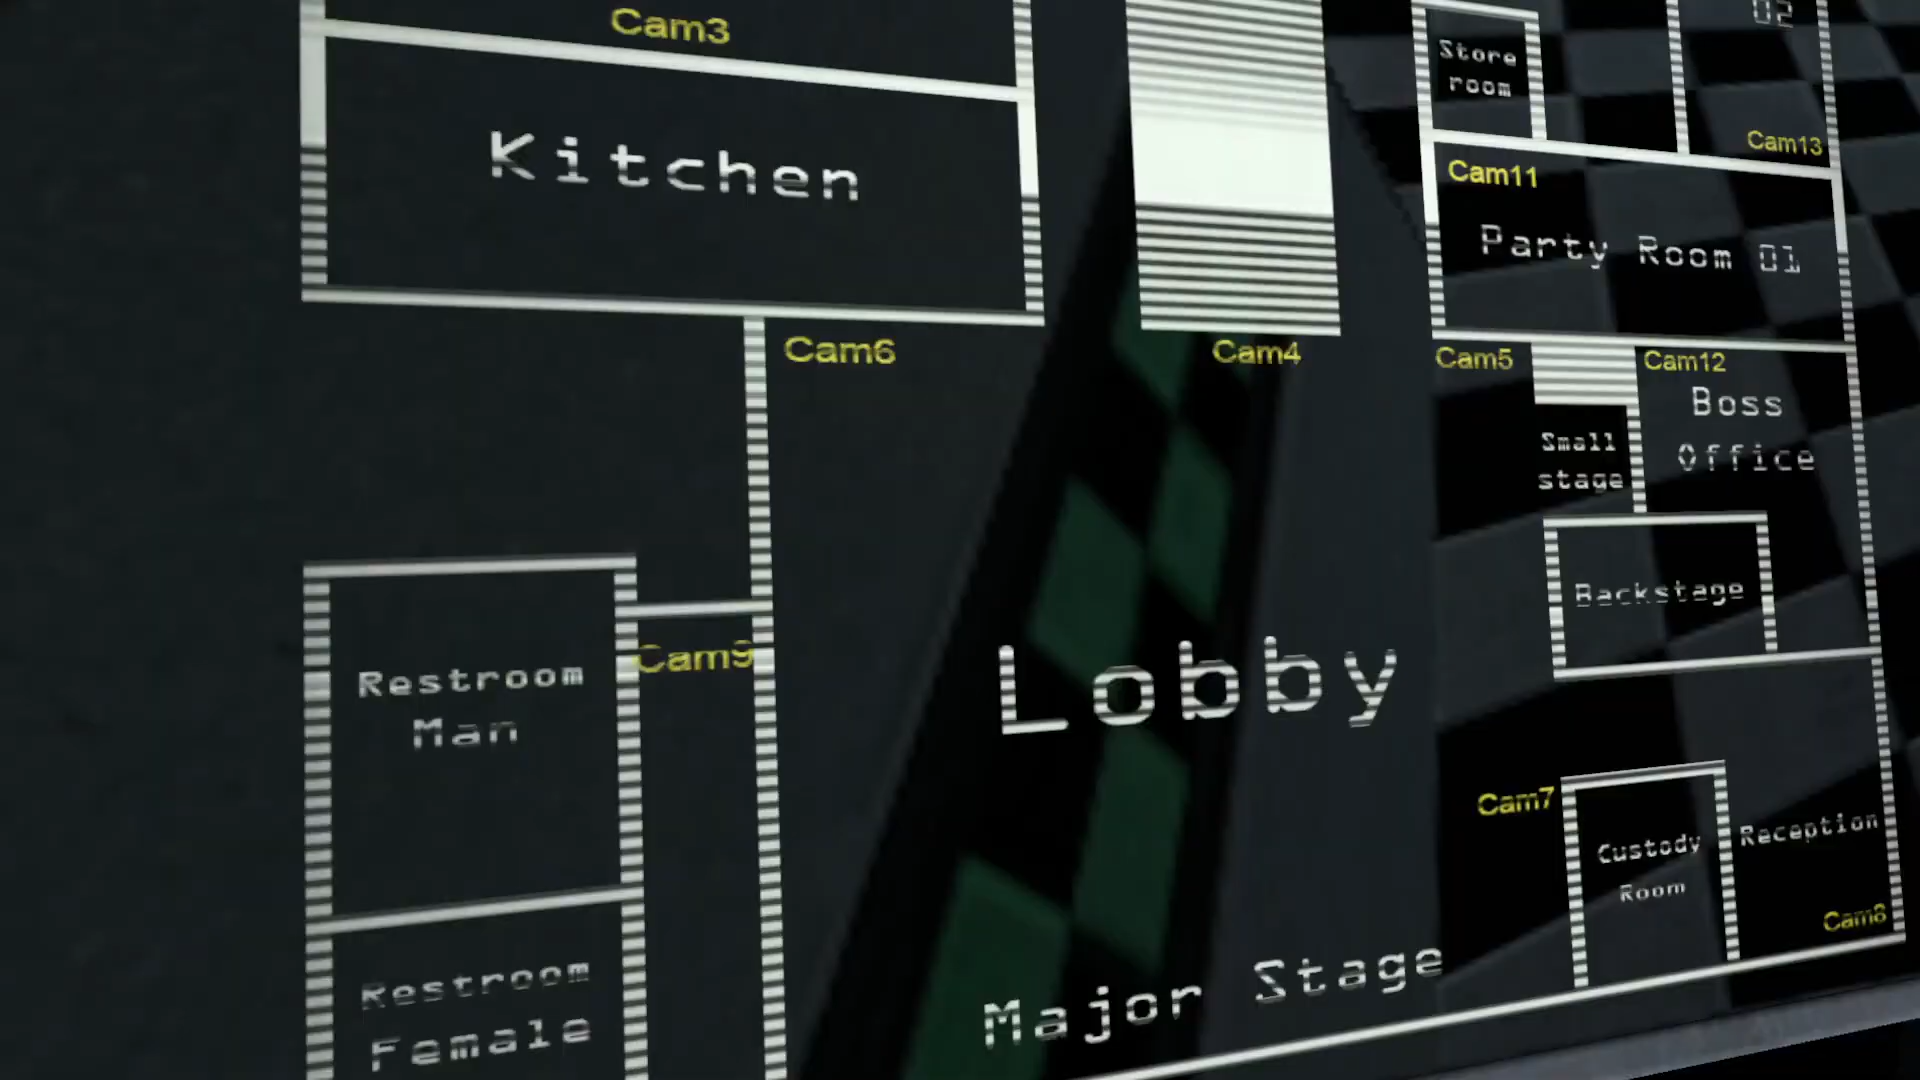 Cam3
Kitchen
Cam6
Cam4
Store
room
02
Cam13
Cam11
Party Room 01
Cam5
Cam12
Boss
Office
Small
stage
Backstage
Restroom
Man
Cam9
Lobby
Cam7
Custody
Room
Reception
Cam8
Restroom
Female
Major Stage